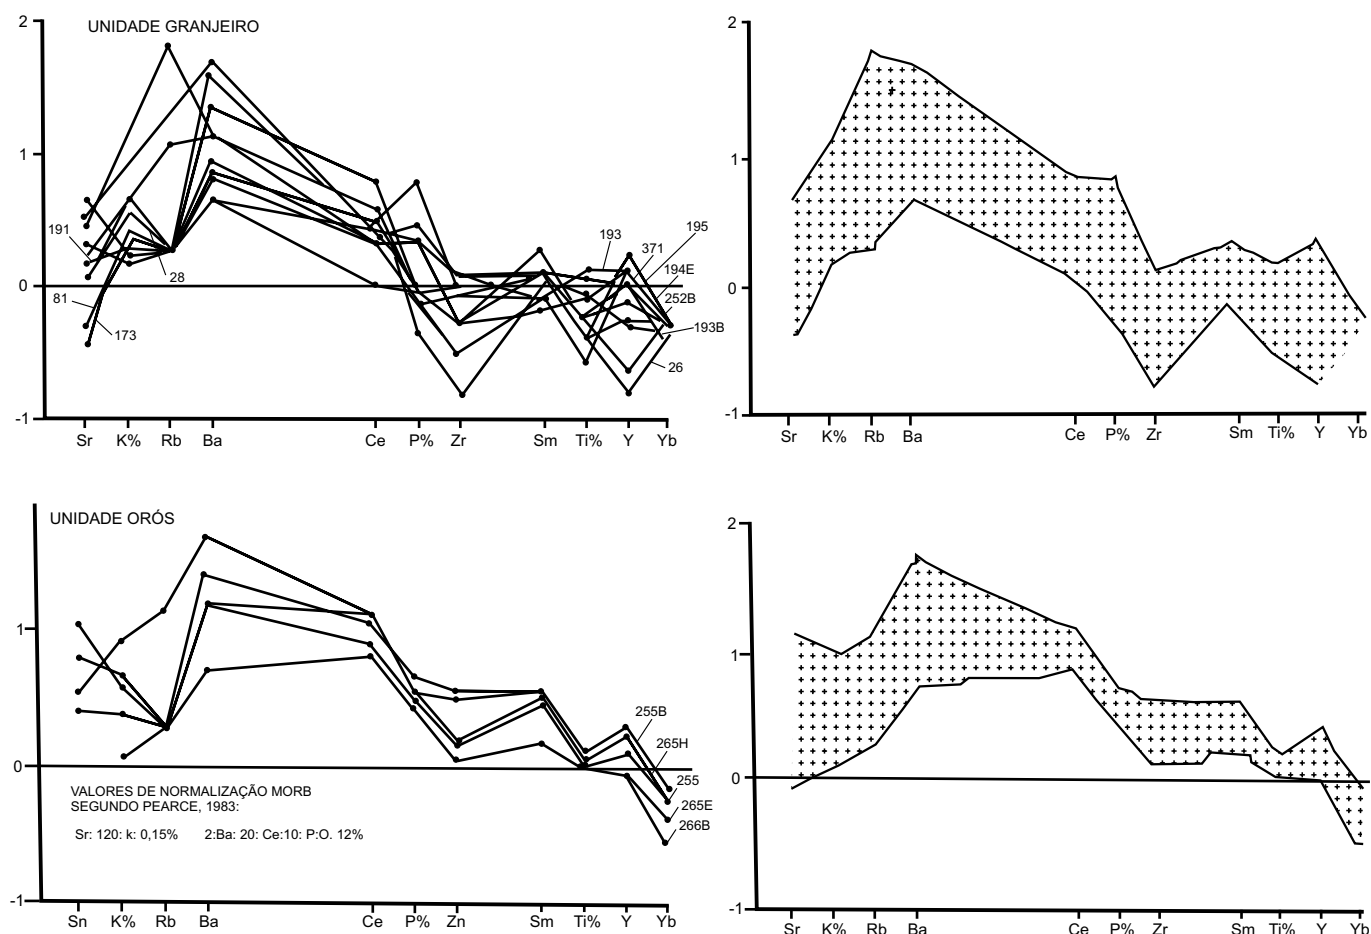 UNIDADE GRANJEIRO
2
1
0
-1
191
81
173
28
193
195
371
194E
252B
193B
26
Sr K% Rb Ba Ce P% Zr Sm Ti% Y Yb
2
1
0
-1
Sr K% Rb Ba Ce P% Zr Sm Ti% Y Yb
UNIDADE ORÓS
1
0
-1
255B
265H
255
265E
266B
VALORES DE NORMALIZAÇÃO MORB
SEGUNDO PEARCE, 1983:
Sr: 120: k: 0,15% 2:Ba: 20: Ce:10: P:O. 12%
Sn K% Rb Ba Ce P% Zn Sm Ti% Y Yb
2
1
0
-1
Sr K% Rb Ba Ce P% Zr Sm Ti% Y Yb